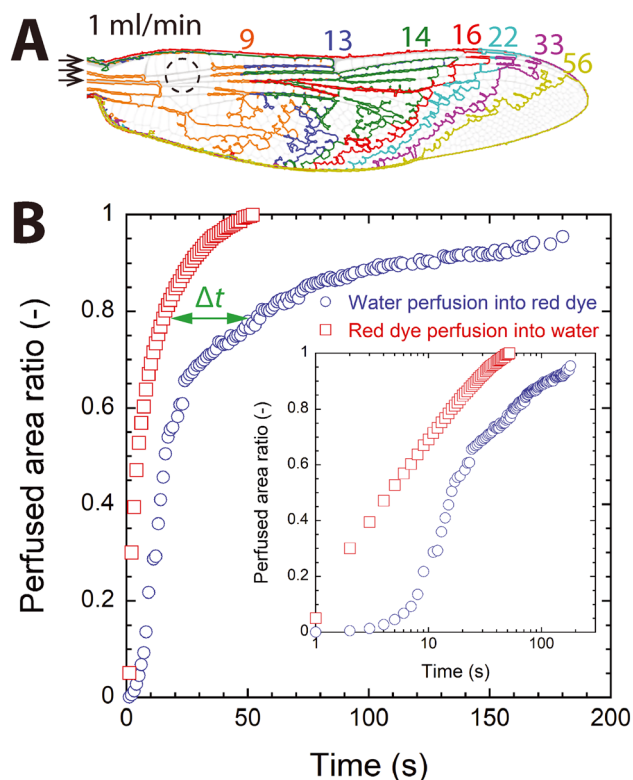 A 1 ml/min
9 13 14 16 22 33 56
B
1
0.8
0.6
0.4
0.2
0
Perfused area ratio (-)
Δt
Water perfusion into red dye
Red dye perfusion into water
1
0.8
0.6
0.4
0.2
0
Perfused area ratio (-)
1 10 100
Time (s)
0 50 100 150 200
Time (s)